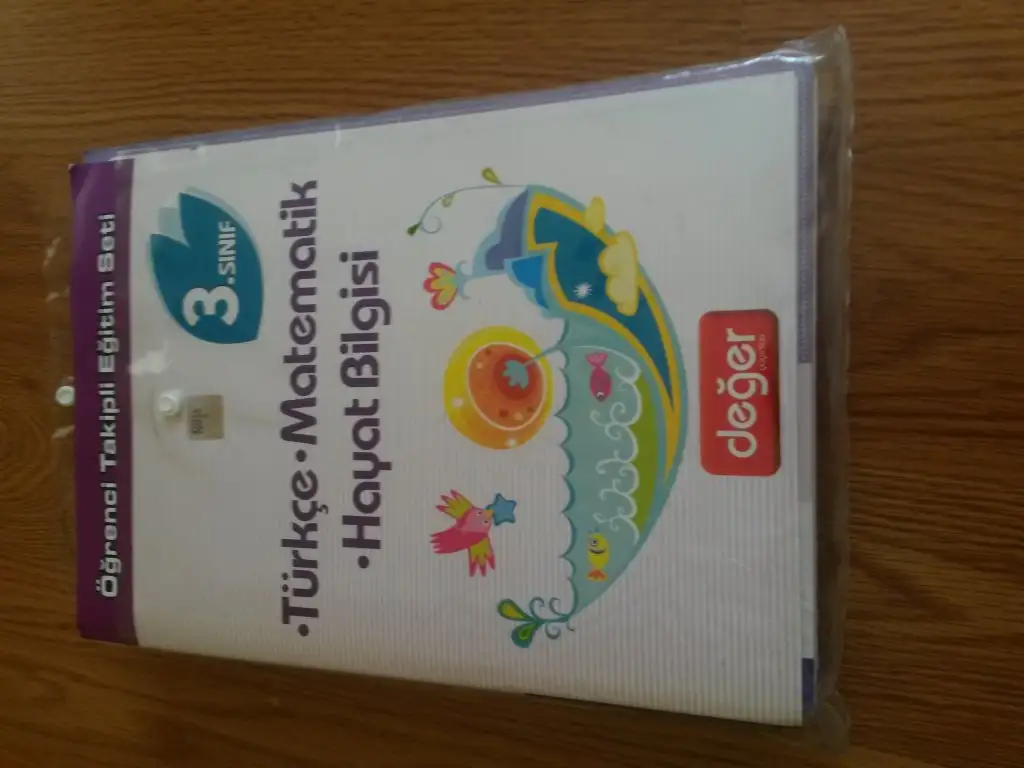 Öğrenci Takipli Eğitim Seti
3.SINIF
•Türkçe•Matematik
•Hayat Bilgisi
değer